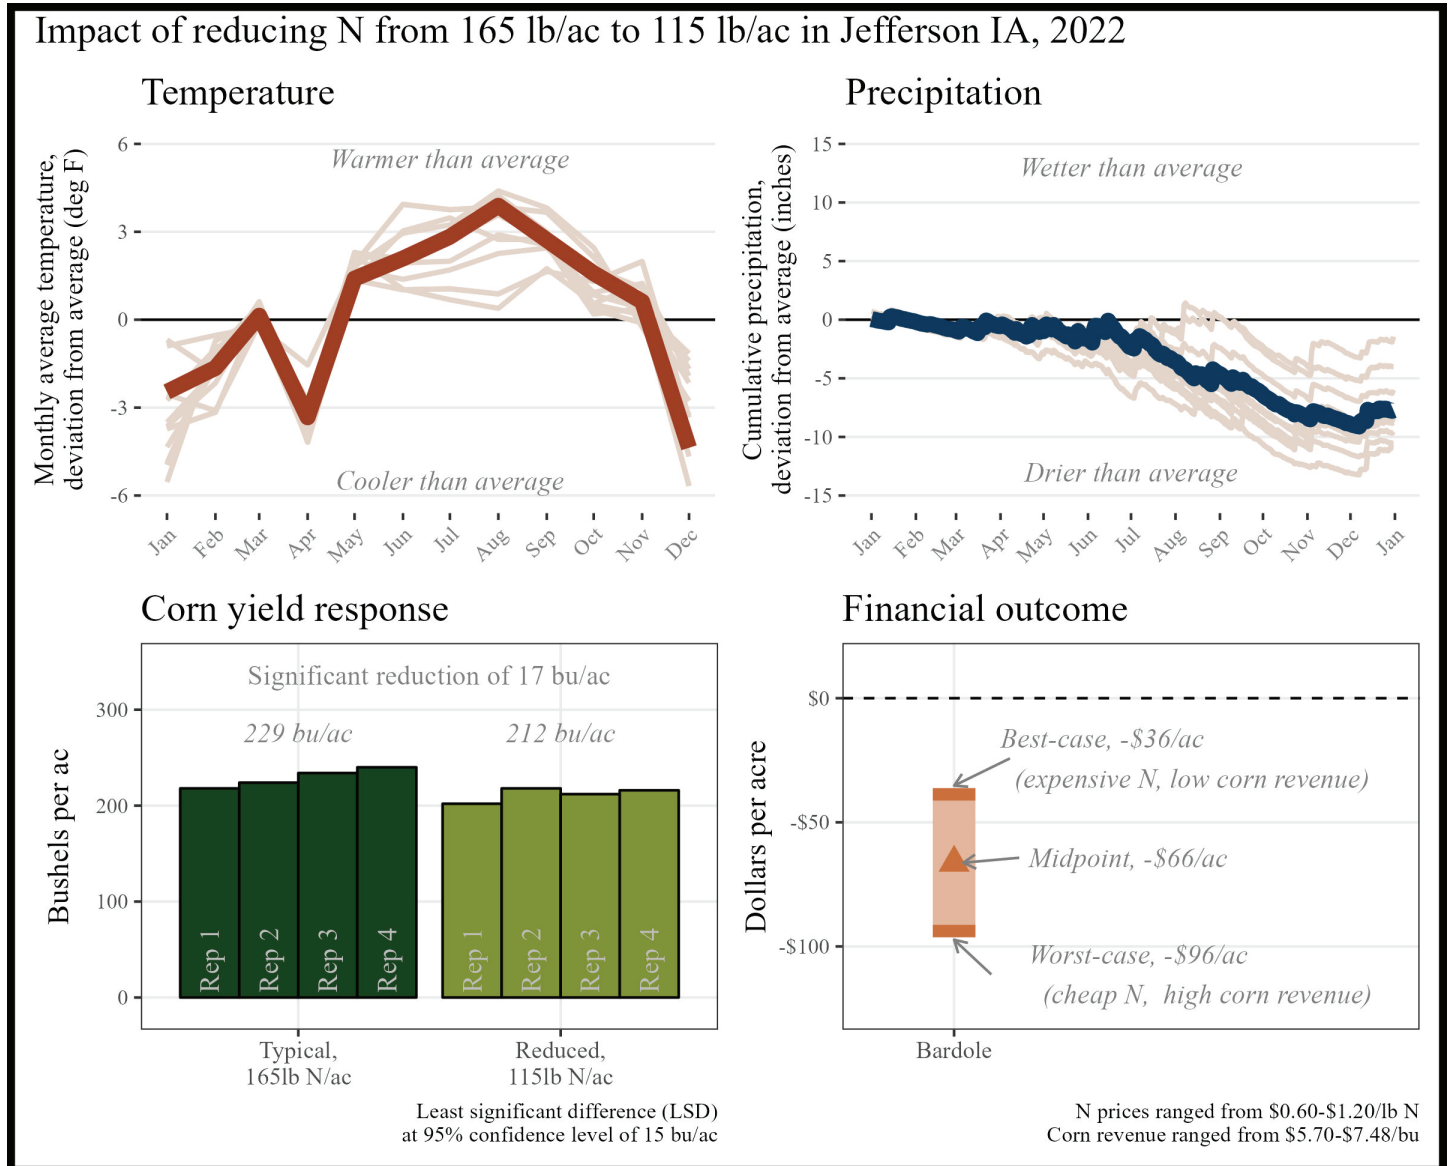 Impact of reducing N from 165 lb/ac to 115 lb/ac in Jefferson IA, 2022
Temperature
Monthly average temperature,
deviation from average (deg F)
6
3
0
-3
-6
Warmer than average
Cooler than average
Jan
Feb
Mar
Apr
May
Jun
Jul
Aug
Sep
Oct
Nov
Dec
Precipitation
Cumulative precipitation,
deviation from average (inches)
15
10
5
0
-5
-10
-15
Wetter than average
Drier than average
Jan
Feb
Mar
Apr
May
Jun
Jul
Aug
Sep
Oct
Nov
Dec
Jan
Corn yield response
Bushels per ac
300
200
100
0
Significant reduction of 17 bu/ac
229 bu/ac
212 bu/ac
Rep 1
Rep 2
Rep 3
Rep 4
Rep 1
Rep 2
Rep 3
Rep 4
Typical,
165lb N/ac
Reduced,
115lb N/ac
Least significant difference (LSD)
at 95% confidence level of 15 bu/ac
Financial outcome
Dollars per acre
$0
-$50
-$100
Best-case, -$36/ac
(expensive N, low corn revenue)
Midpoint, -$66/ac
Worst-case, -$96/ac
(cheap N, high corn revenue)
Bardole
N prices ranged from $0.60-$1.20/lb N
Corn revenue ranged from $5.70-$7.48/bu